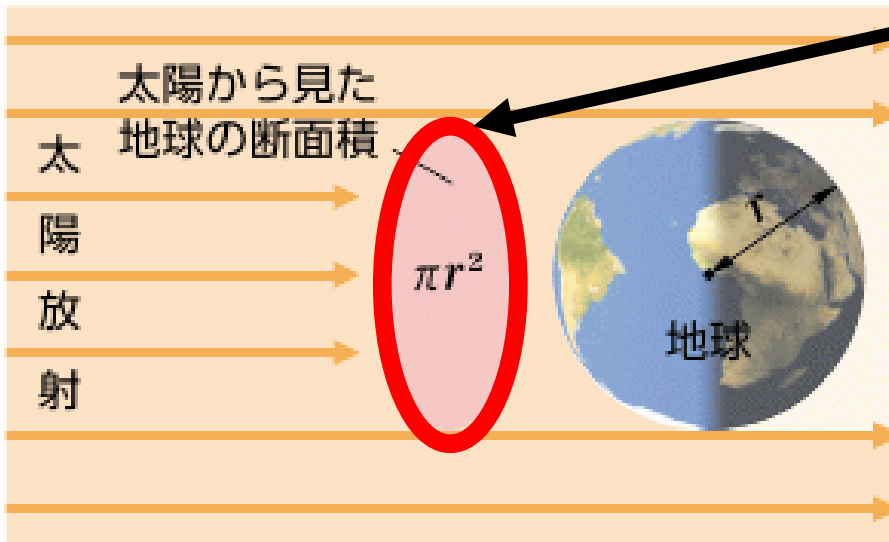 太陽から見た
地球の断面積
太陽放射
πr²
r
地球